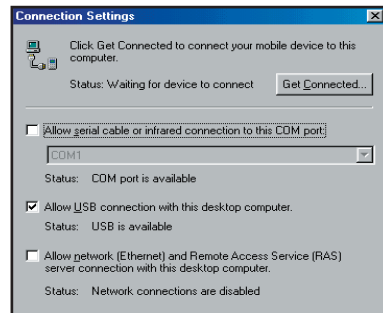 Connection Settings
Click Get Connected to connect your mobile device to this
computer.
Status: Waiting for device to connect
Get Connected...
Allow serial cable or infrared connection to this COM port:
COM1
Status: COM port is available
Allow USB connection with this desktop computer.
Status: USB is available
Allow network (Ethernet) and Remote Access Service (RAS)
server connection with this desktop computer.
Status: Network connections are disabled